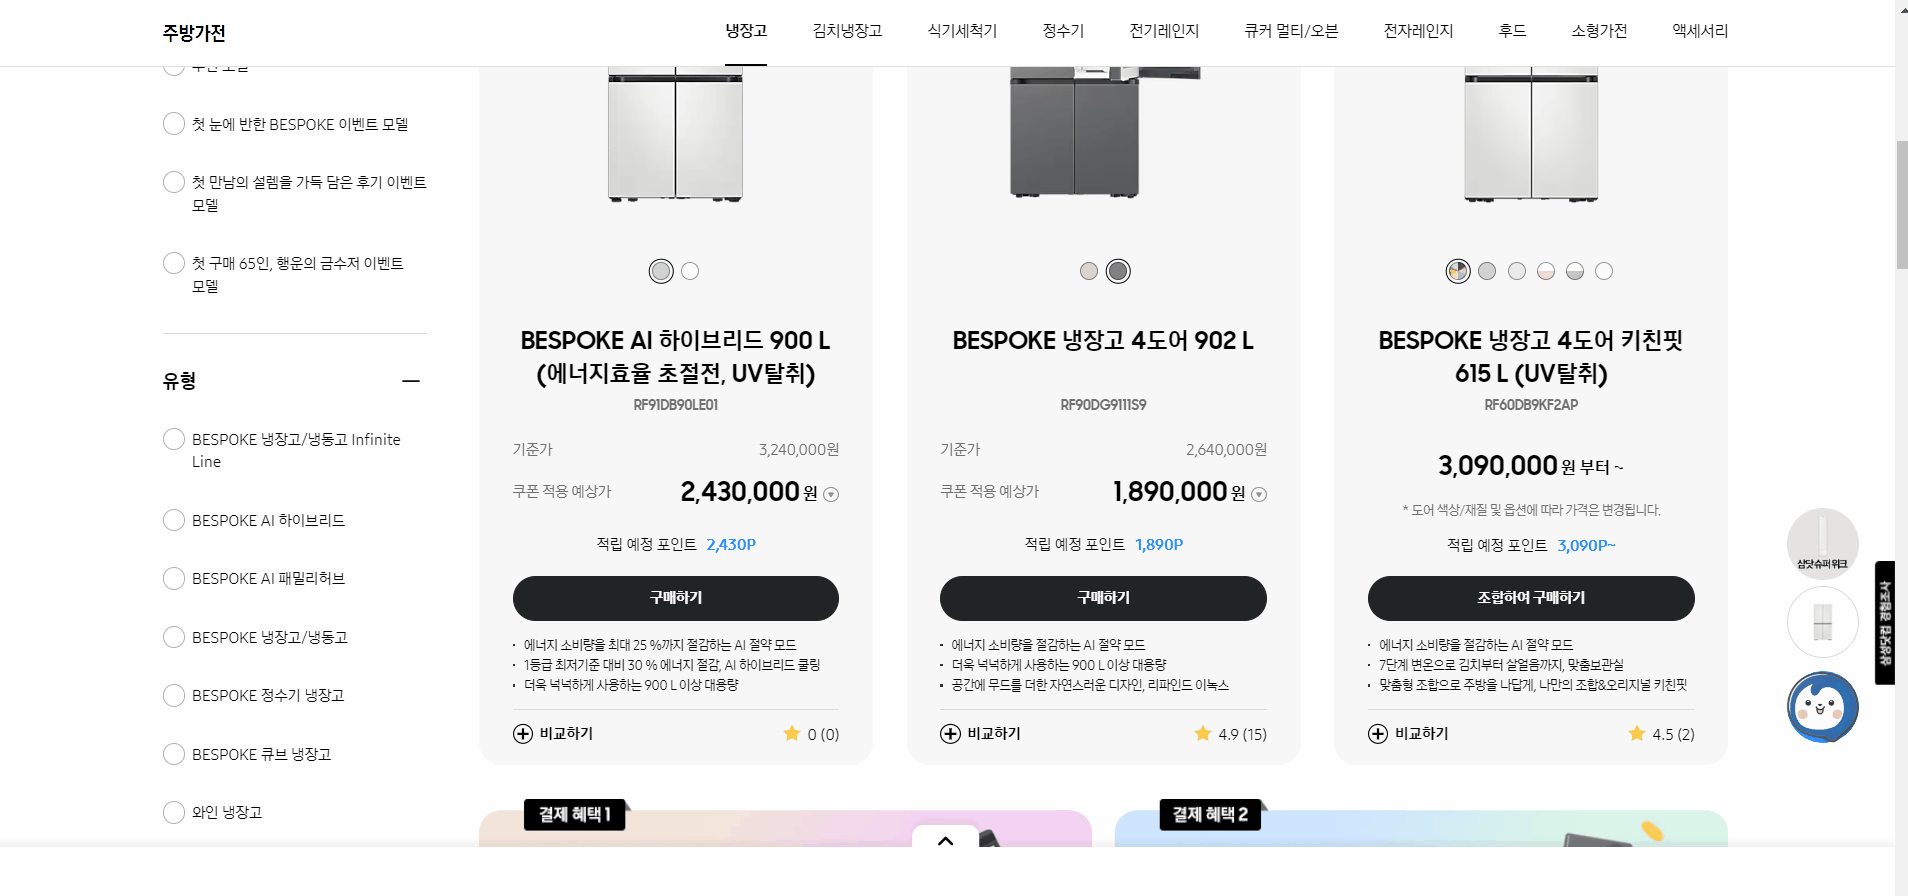 주방가전
냉장고
김치냉장고
식기세척기
정수기
전기레인지
큐커 멀티/오븐
전자레인지
후드
소형가전
액세서리
첫 눈에 반한 BESPOKE 이벤트 모델
첫 만남의 설렘을 가득 담은 후기 이벤트
모델
첫 구매 65인, 행운의 금수저 이벤트
모델
유형
BESPOKE 냉장고/냉동고 Infinite
Line
BESPOKE AI 하이브리드
BESPOKE AI 패밀리허브
BESPOKE 냉장고/냉동고
BESPOKE 정수기 냉장고
BESPOKE 큐브 냉장고
와인 냉장고
BESPOKE AI 하이브리드 900 L
(에너지효율 초절전, UV탈취)
RF91DB90LE01
기준가 3,240,000원
쿠폰 적용 예상가 2,430,000 원
적립 예정 포인트 2,430P
구매하기
· 에너지 소비량을 최대 25 %까지 절감하는 AI 절약 모드
· 1등급 최저기준 대비 30 % 에너지 절감, AI 하이브리드 쿨링
· 더욱 넉넉하게 사용하는 900 L 이상 대용량
비교하기 0 (0)
BESPOKE 냉장고 4도어 902 L
RF90DG9111S9
기준가 2,640,000원
쿠폰 적용 예상가 1,890,000 원
적립 예정 포인트 1,890P
구매하기
· 에너지 소비량을 절감하는 AI 절약 모드
· 더욱 넉넉하게 사용하는 900 L 이상 대용량
· 공간에 무드를 더한 자연스러운 디자인, 리파인드 이녹스
비교하기 4.9 (15)
BESPOKE 냉장고 4도어 키친핏
615 L (UV탈취)
RF60DB9KF2AP
3,090,000 원 부터 ~
* 도어 색상/재질 및 옵션에 따라 가격은 변경됩니다.
적립 예정 포인트 3,090P~
조합하여 구매하기
· 에너지 소비량을 절감하는 AI 절약 모드
· 7단계 변온으로 김치부터 살얼음까지, 맞춤보관실
· 맞춤형 조합으로 주방을 나답게, 나만의 조합&오리지널 키친핏
비교하기 4.5 (2)
삼닷슈퍼위크
삼성닷컴 경험조사
결제 혜택 1
결제 혜택 2